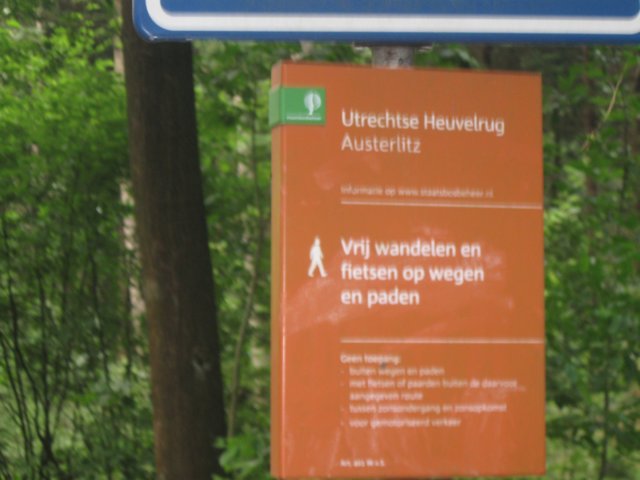 Utrechtse Heuvelrug
Austerlitz
Informatie op www.staatsbosbeheer.nl
Vrij wandelen en
fietsen op wegen
en paden
Geen toegang:
- buiten wegen en paden
- met fietsen of paarden buiten de daarvoor
aangegeven route
- tussen zonsondergang en zonsopkomst
- voor gemotoriseerd verkeer
Art. 461 W.v.S